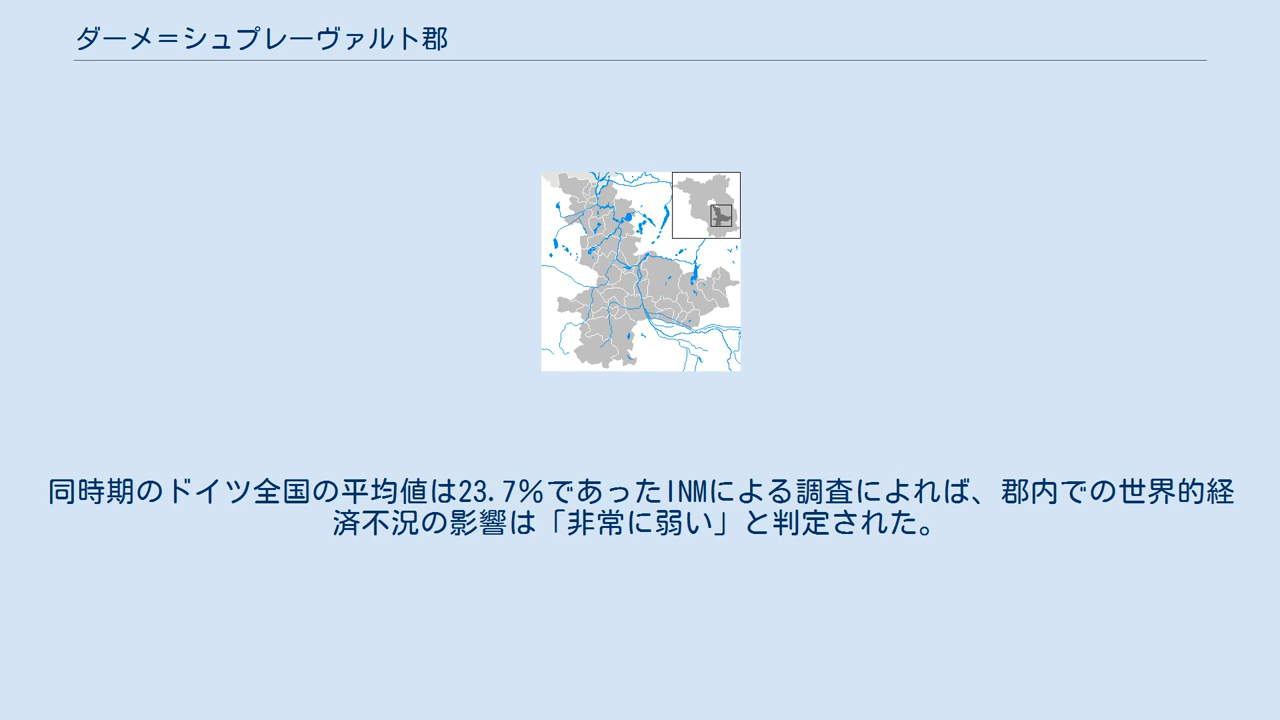 ダーメ＝シュプレーヴァルト郡
同時期のドイツ全国の平均値は23.7％であったINMによる調査によれば、郡内での世界的経
済不況の影響は「非常に弱い」と判定された。